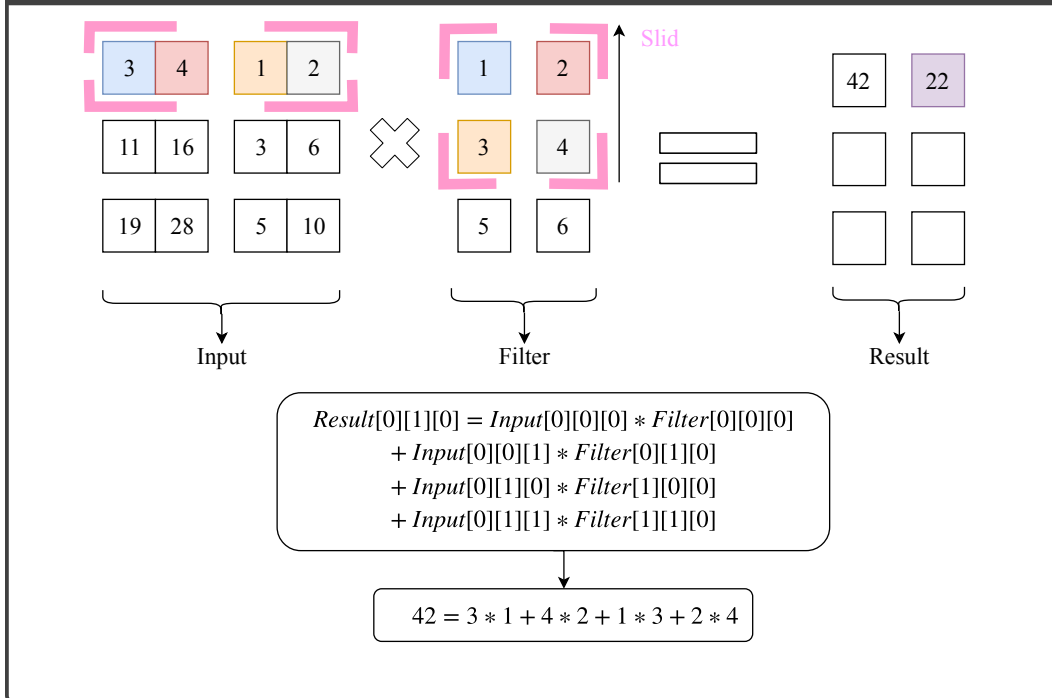 3 4 1 2 1 2 Slid 42 22
11 16 3 6 3 4
19 28 5 10 5 6
Input Filter Result
Result[0][1][0] = Input[0][0][0] ∗ Filter[0][0][0]
+ Input[0][0][1] ∗ Filter[0][1][0]
+ Input[0][1][0] ∗ Filter[1][0][0]
+ Input[0][1][1] ∗ Filter[1][1][0]
42 = 3 ∗ 1 + 4 ∗ 2 + 1 ∗ 3 + 2 ∗ 4